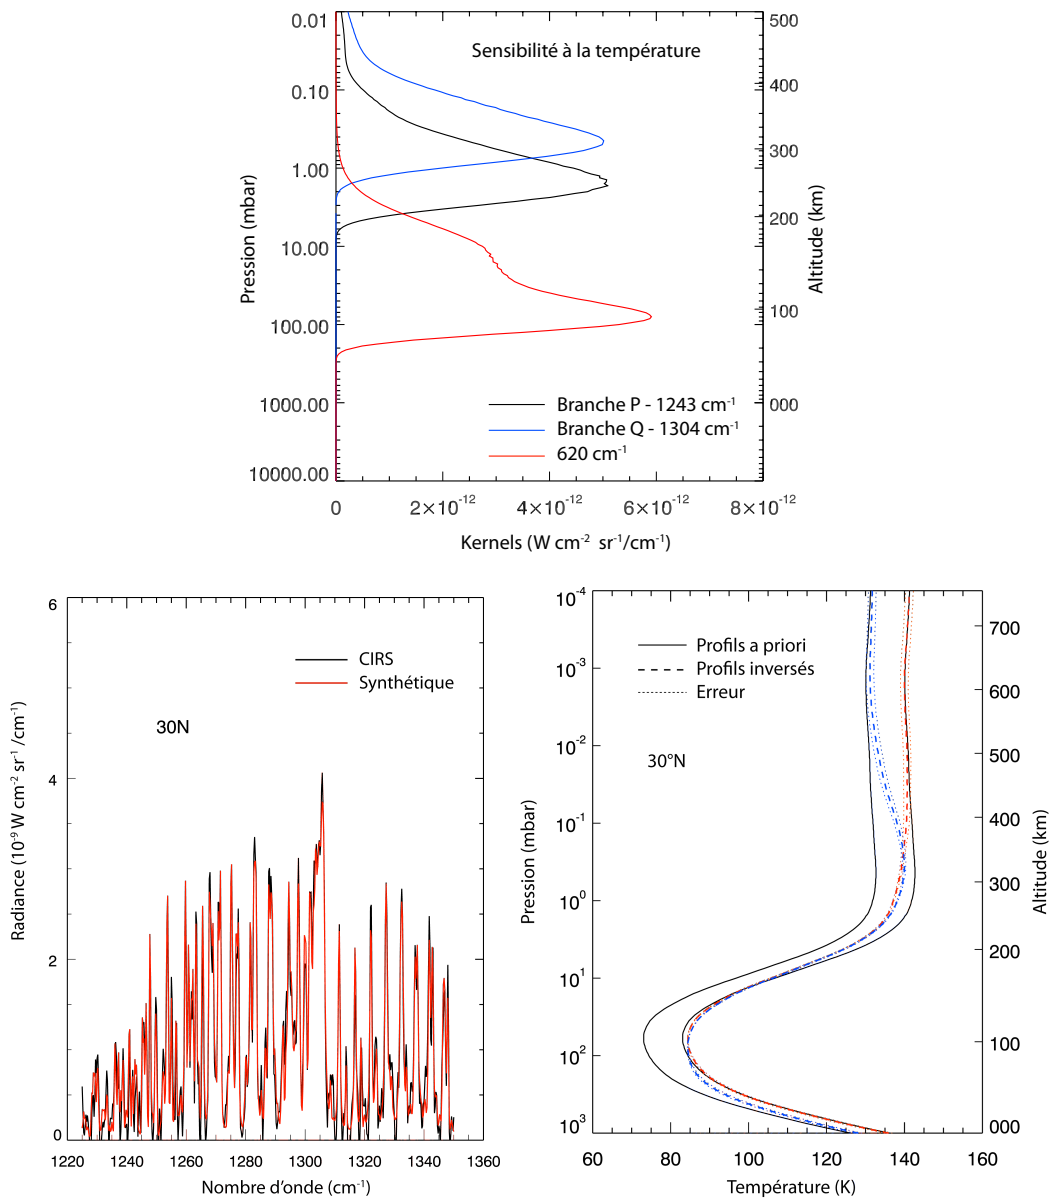 Sensibilité à la température
0.01
0.10
1.00
10.00
100.00
1000.00
10000.00
Pression (mbar)
500
400
300
200
100
000
Altitude (km)
Branche P - 1243 cm⁻¹
Branche Q - 1304 cm⁻¹
620 cm⁻¹
0 2×10⁻¹² 4×10⁻¹² 6×10⁻¹² 8×10⁻¹²
Kernels (W cm⁻² sr⁻¹/cm⁻¹)
6
4
2
0
Radiance (10⁻⁹ W cm⁻² sr⁻¹ /cm⁻¹)
CIRS
Synthétique
30N
1220 1240 1260 1280 1300 1320 1340 1360
Nombre d'onde (cm⁻¹)
10⁻⁴
10⁻³
10⁻²
10⁻¹
10⁰
10¹
10²
10³
Pression (mbar)
Profils a priori
Profils inversés
Erreur
30°N
700
600
500
400
300
200
100
000
Altitude (km)
60 80 100 120 140 160
Température (K)